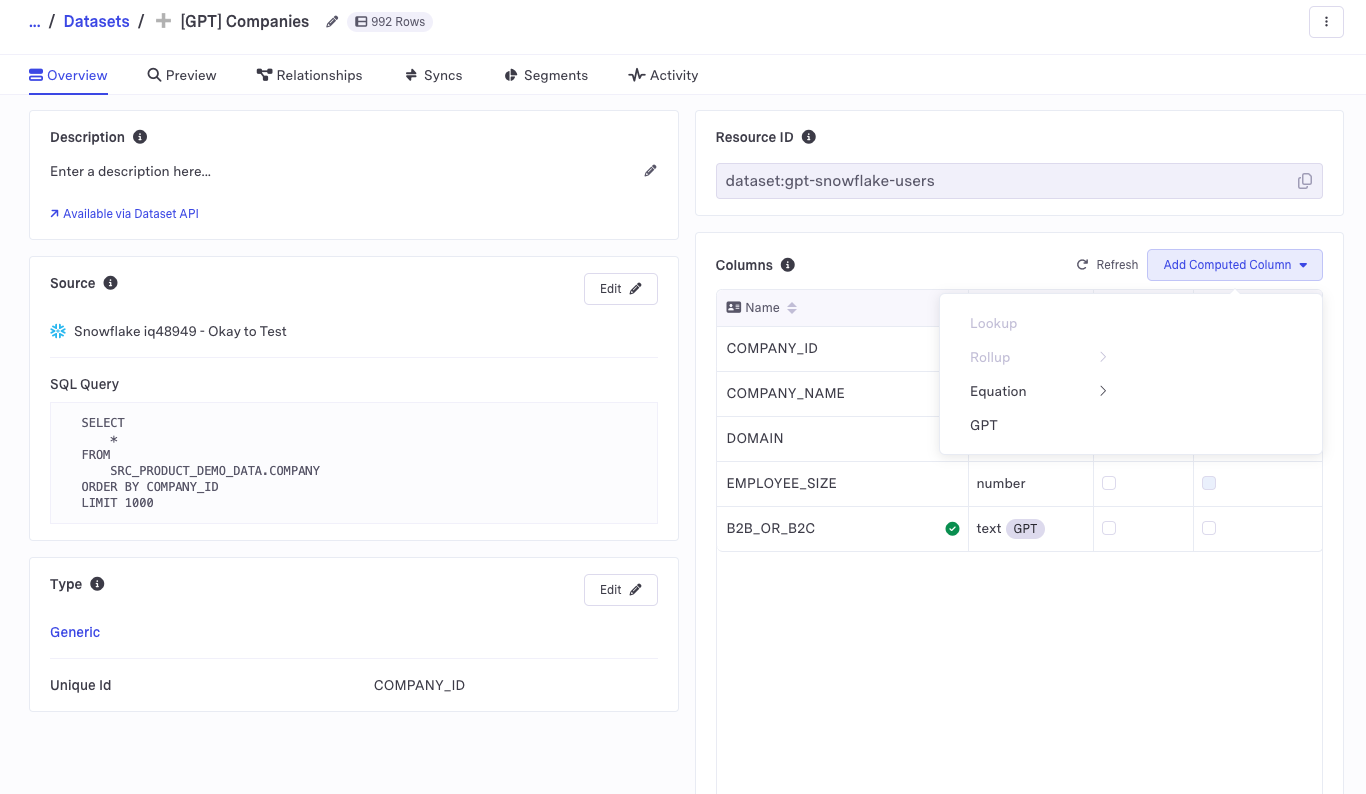 ... / Datasets / [GPT] Companies 992 Rows
Overview Preview Relationships Syncs Segments Activity
Description
Enter a description here...
Available via Dataset API
Source
Edit
Snowflake iq48949 - Okay to Test
SQL Query
SELECT
*
FROM
SRC_PRODUCT_DEMO_DATA.COMPANY
ORDER BY COMPANY_ID
LIMIT 1000
Type
Edit
Generic
Unique Id COMPANY_ID
Resource ID
dataset:gpt-snowflake-users
Columns Refresh Add Computed Column
Name
Lookup
Rollup
Equation
GPT
COMPANY_ID
COMPANY_NAME
DOMAIN
EMPLOYEE_SIZE number
B2B_OR_B2C text GPT